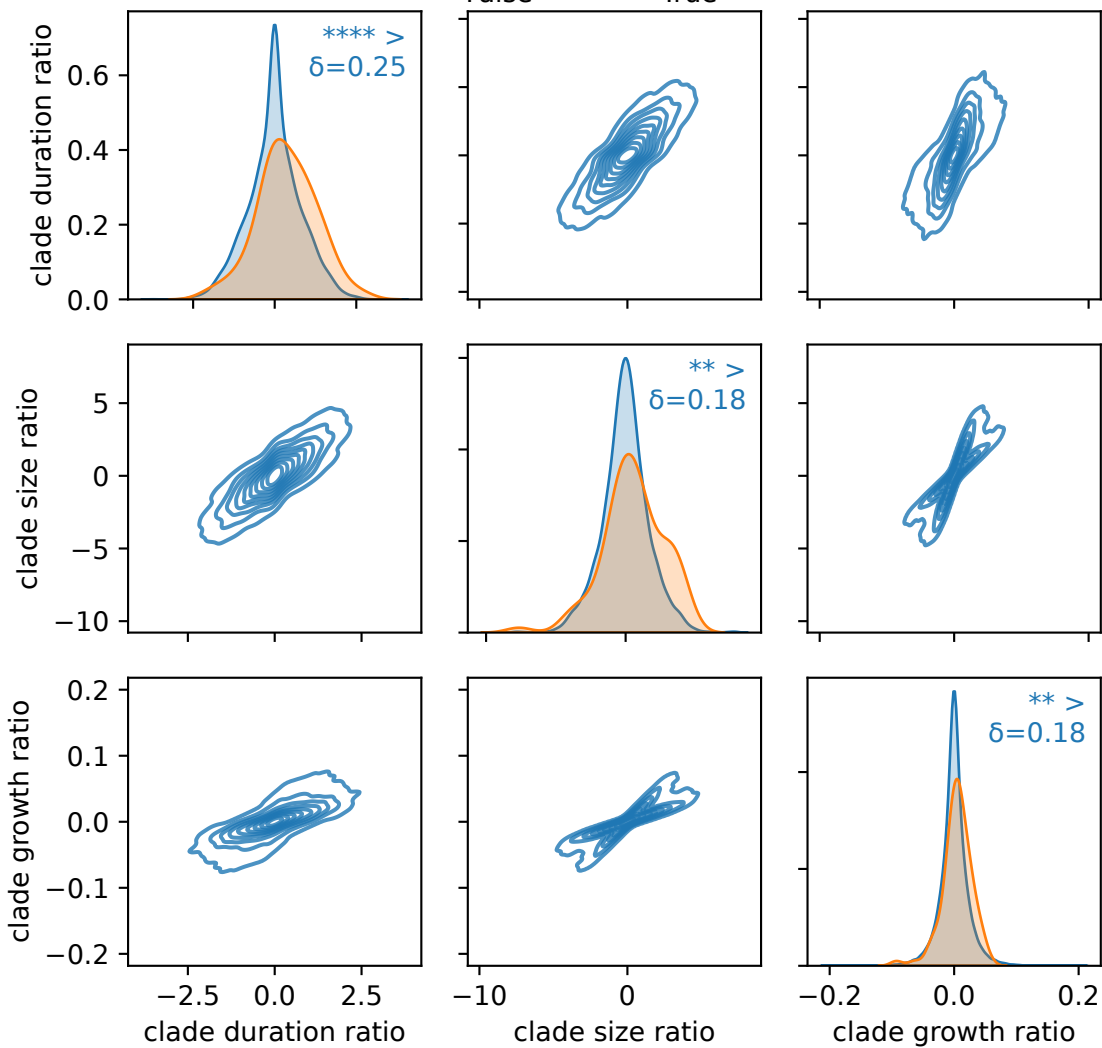 False True
clade duration ratio
0.6
0.4
0.2
0.0
**** >
δ=0.25
clade size ratio
5
0
−5
−10
** >
δ=0.18
clade growth ratio
0.2
0.1
0.0
−0.1
−0.2
** >
δ=0.18
−2.5 0.0 2.5
−10 0
−0.2 0.0 0.2
clade duration ratio
clade size ratio
clade growth ratio